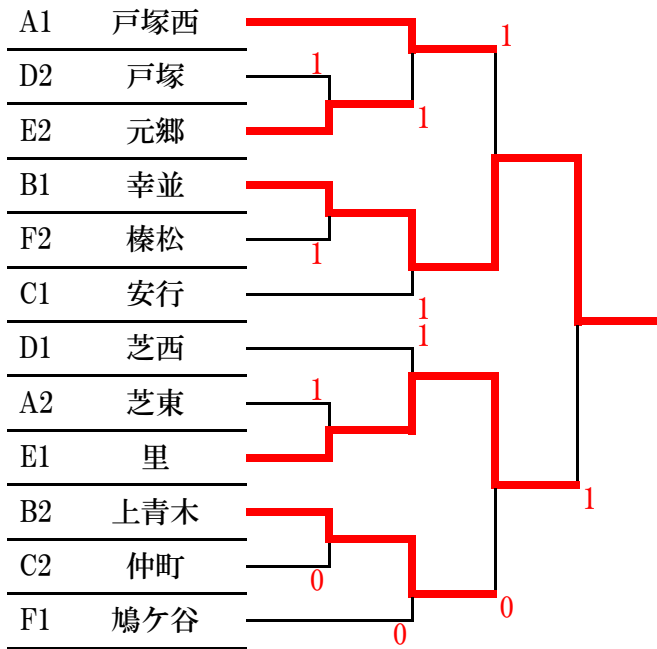 A1 戸塚西
1
D2 戸塚
1
E2 元郷
1
B1 幸並
F2 榛松
1
C1 安行
1
1
D1 芝西
A2 芝東
1
E1 里
B2 上青木
1
C2 仲町
0
F1 鳩ケ谷
0
0